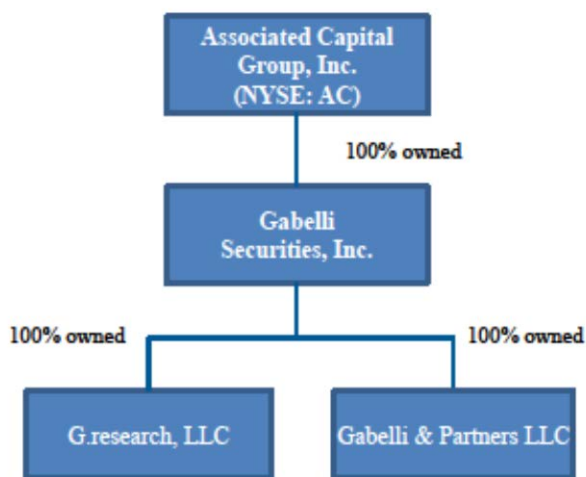 Associated Capital
Group, Inc.
(NYSE: AC)
100% owned
Gabelli
Securities, Inc.
100% owned
100% owned
G.research, LLC
Gabelli & Partners LLC